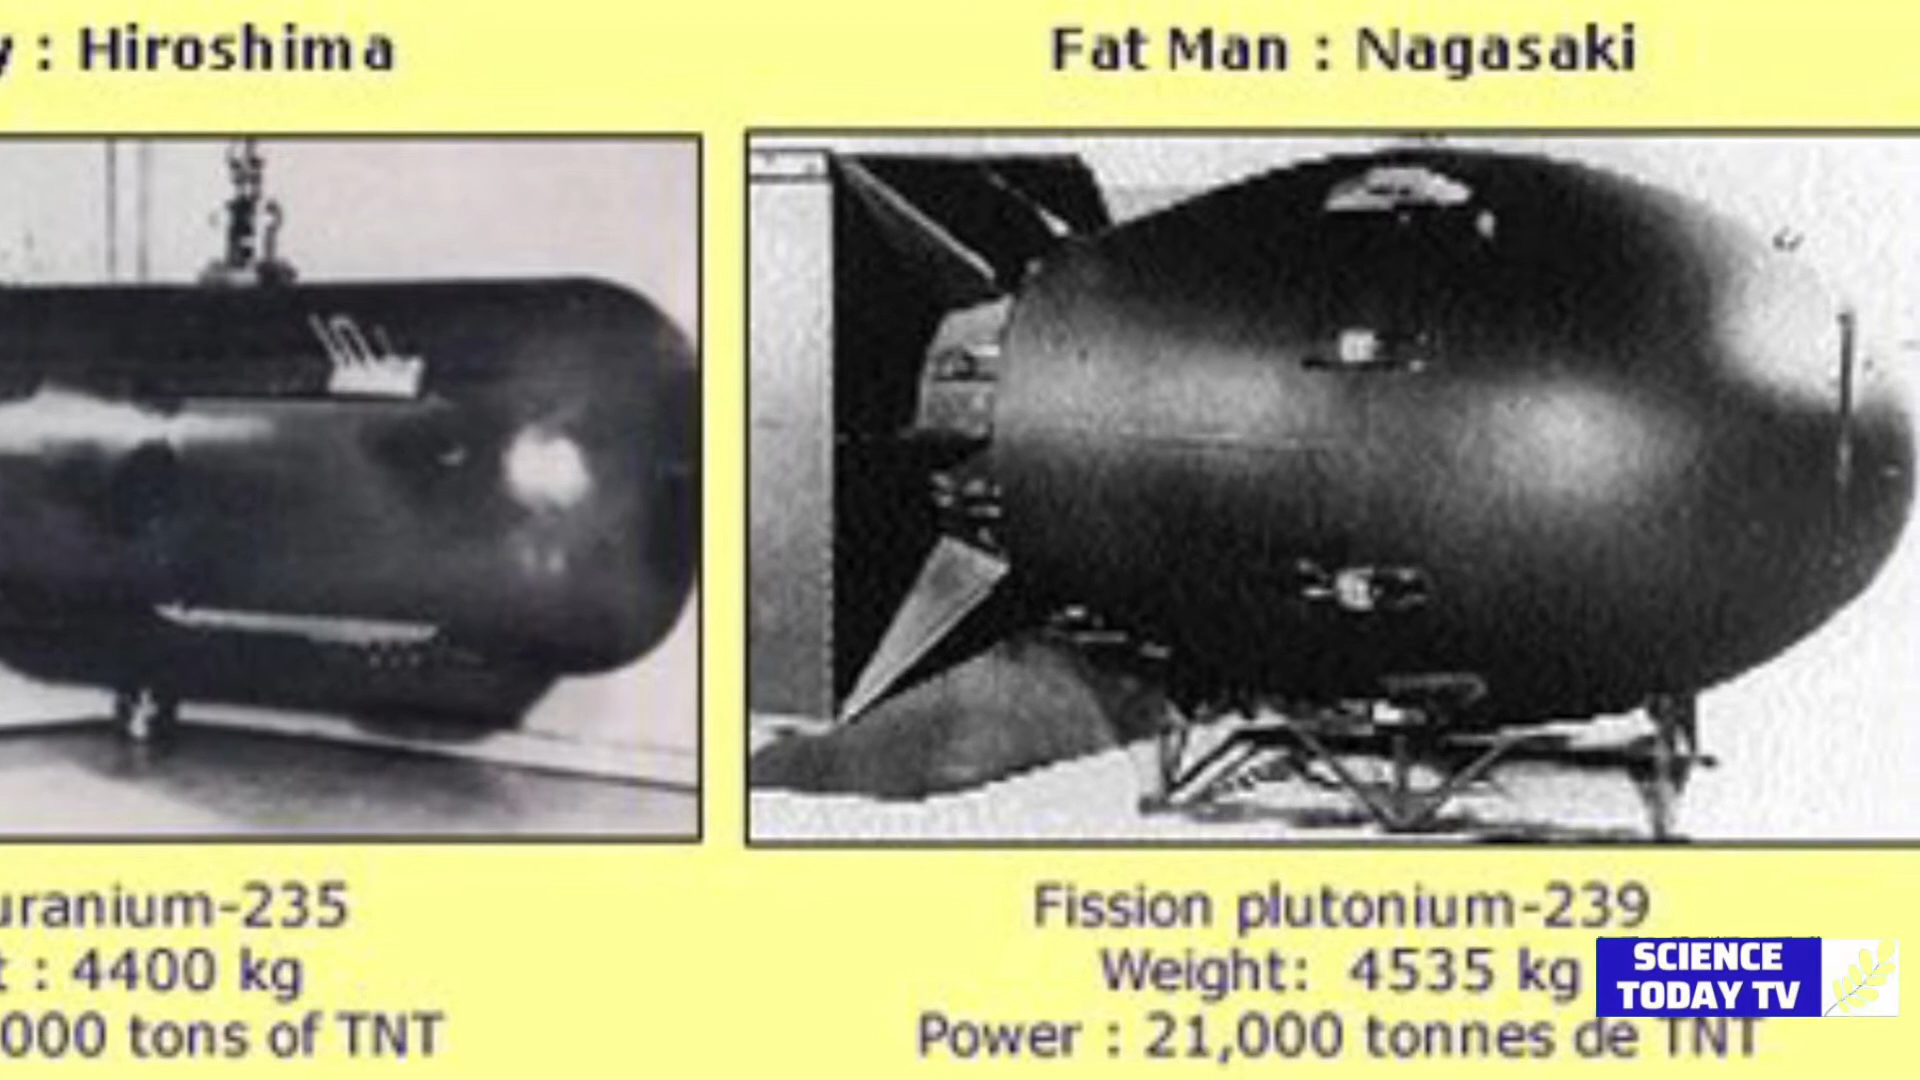 y : Hiroshima
Fat Man : Nagasaki
uranium-235
t : 4400 kg
000 tons of TNT
Fission plutonium-239
Weight: 4535 kg
Power : 21,000 tonnes de TNT
SCIENCE
TODAY TV